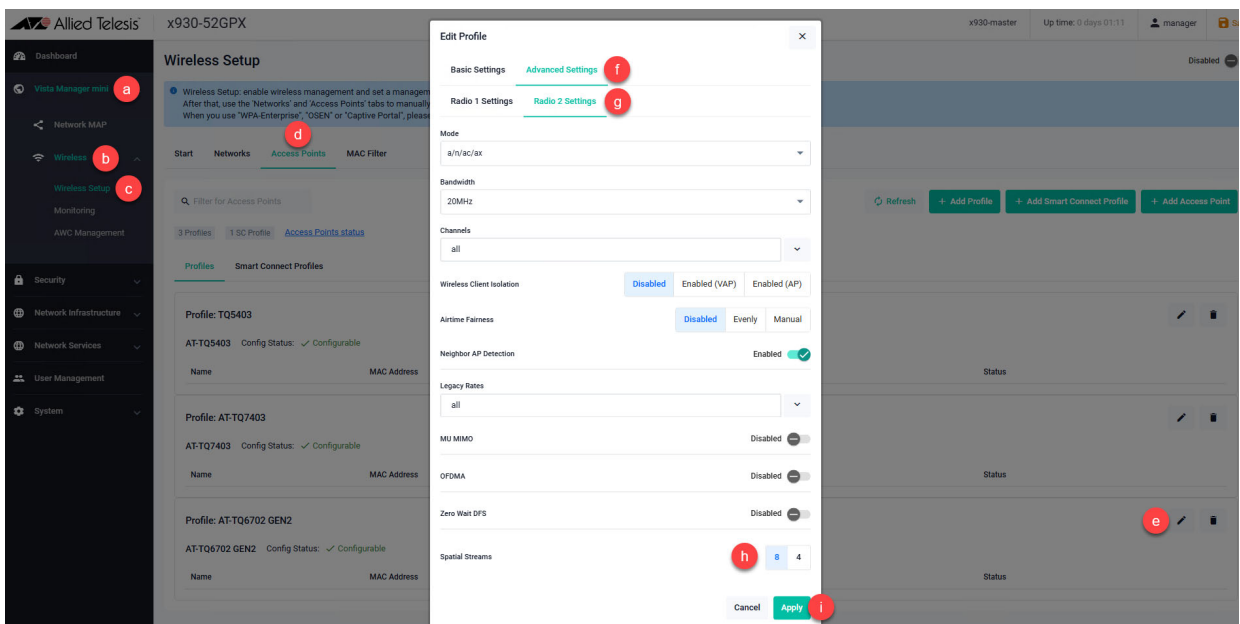 Allied Telesis
x930-52GPX
x930-master
Up time: 0 days 01:11
manager
Dashboard
Vista Manager mini
a
Network MAP
Wireless
b
Wireless Setup
c
Monitoring
AWC Management
Security
Network Infrastructure
Network Services
User Management
System
Wireless Setup
Disabled
Wireless Setup: enable wireless management and set a managem
After that, use the 'Networks' and 'Access Points' tabs to manually
When you use "WPA-Enterprise", "OSEN" or "Captive Portal", please
d
Start Networks Access Points MAC Filter
Filter for Access Points
Refresh
+ Add Profile
+ Add Smart Connect Profile
+ Add Access Point
3 Profiles 1 SC Profile Access Points status
Profiles Smart Connect Profiles
Profile: TQ5403
AT-TQ5403 Config Status: ✓ Configurable
Name MAC Address Status
Profile: AT-TQ7403
AT-TQ7403 Config Status: ✓ Configurable
Name MAC Address Status
Profile: AT-TQ6702 GEN2
e
AT-TQ6702 GEN2 Config Status: ✓ Configurable
Name MAC Address Status
Edit Profile
Basic Settings Advanced Settings f
Radio 1 Settings Radio 2 Settings g
Mode
a/n/ac/ax
Bandwidth
20MHz
Channels
all
Wireless Client Isolation Disabled Enabled (VAP) Enabled (AP)
Airtime Fairness Disabled Evenly Manual
Neighbor AP Detection Enabled
Legacy Rates
all
MU MIMO Disabled
OFDMA Disabled
Zero Wait DFS Disabled
Spatial Streams h 8 4
Cancel Apply i